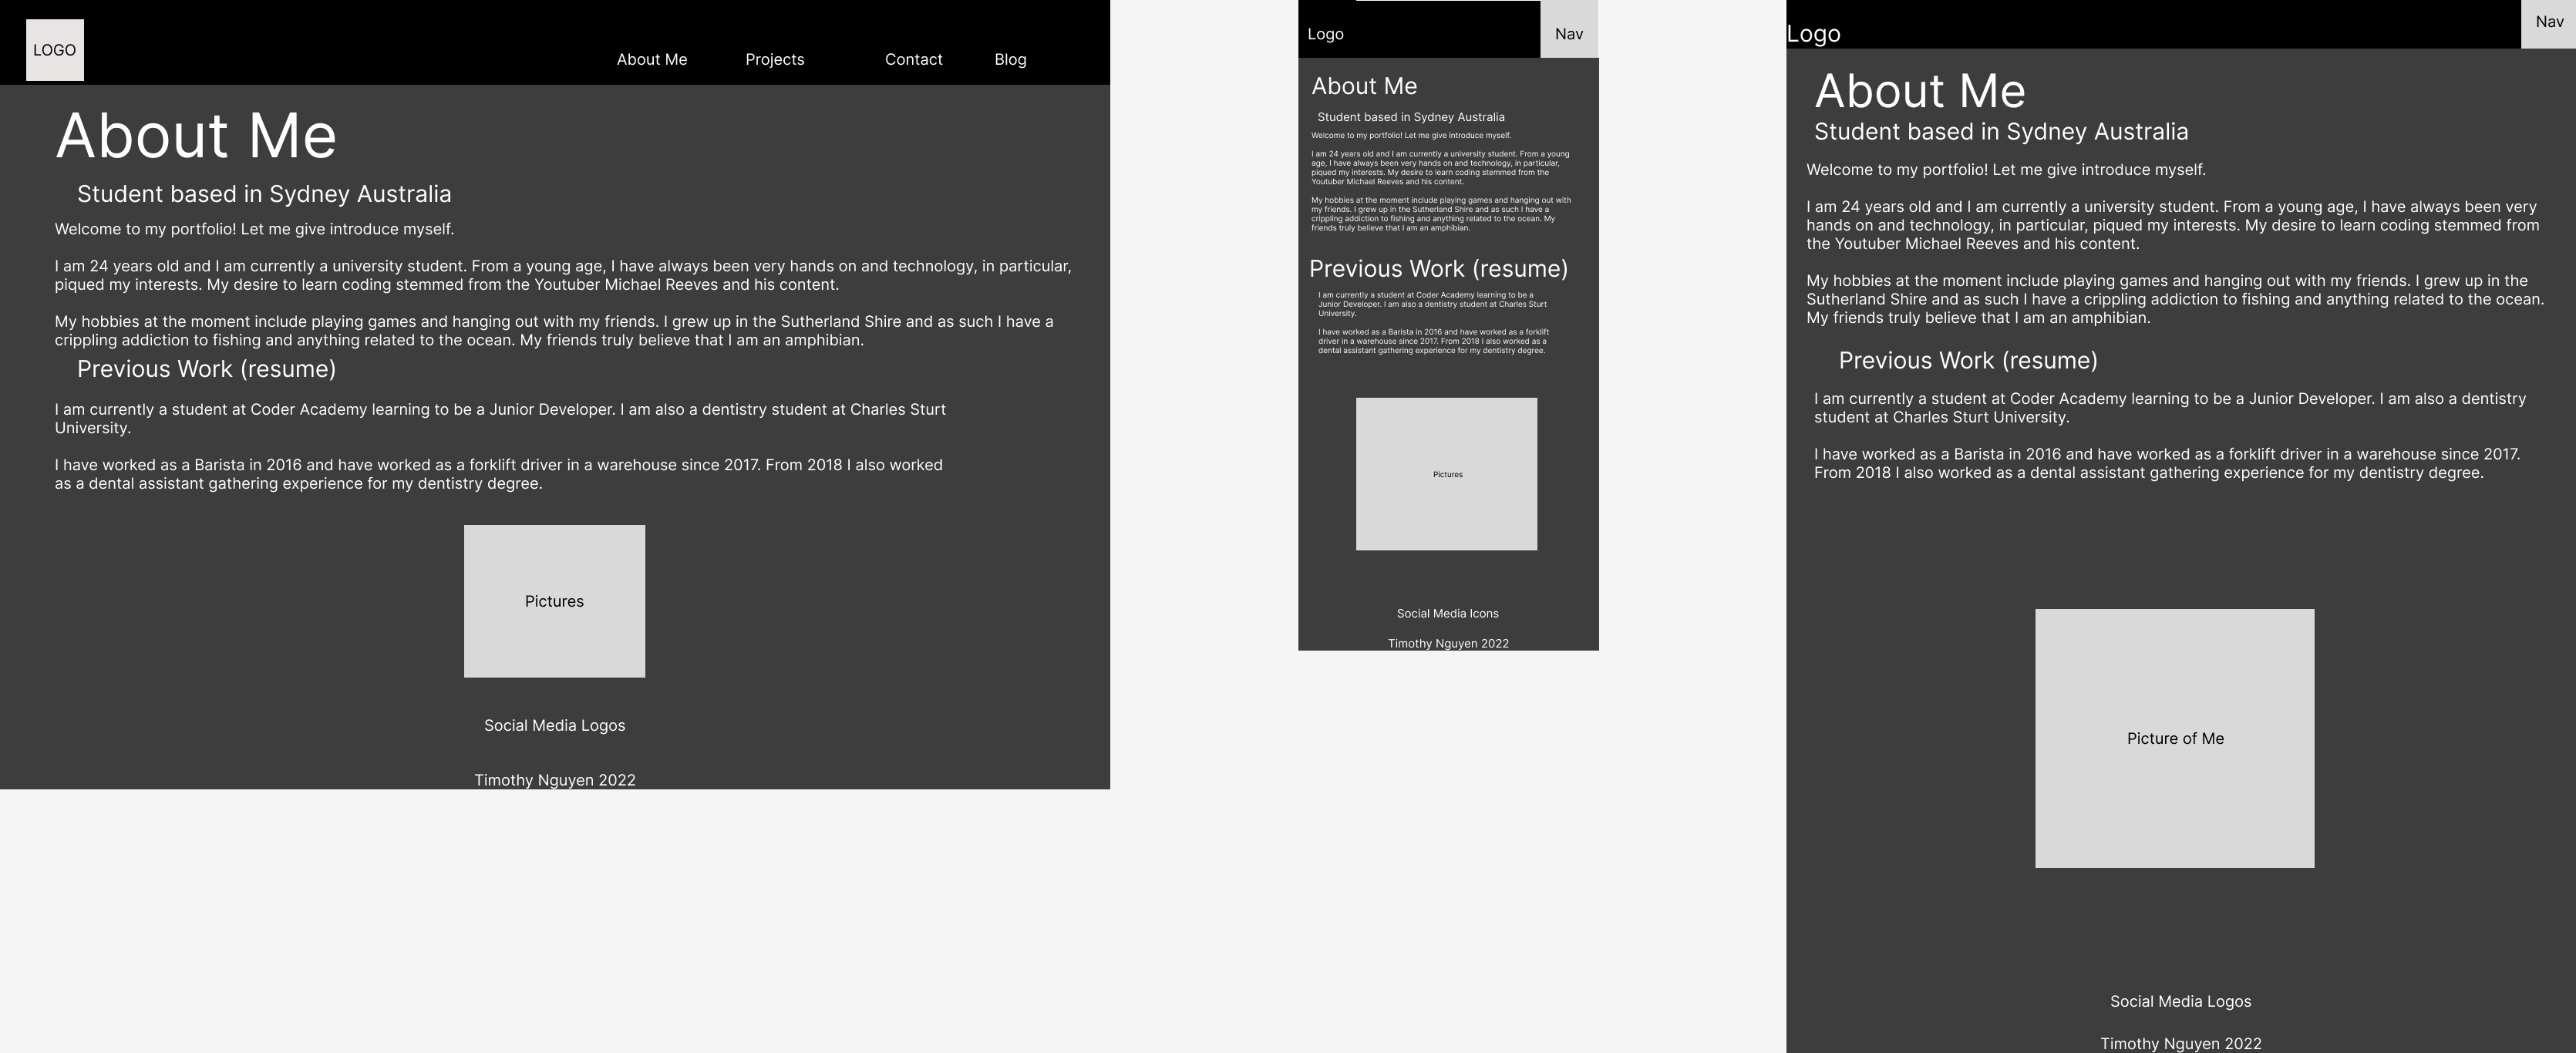 LOGO
About Me
Projects
Contact
Blog
About Me
Student based in Sydney Australia
Welcome to my portfolio! Let me give introduce myself.
I am 24 years old and I am currently a university student. From a young age, I have always been very hands on and technology, in particular,
piqued my interests. My desire to learn coding stemmed from the Youtuber Michael Reeves and his content.
My hobbies at the moment include playing games and hanging out with my friends. I grew up in the Sutherland Shire and as such I have a
crippling addiction to fishing and anything related to the ocean. My friends truly believe that I am an amphibian.
Previous Work (resume)
I am currently a student at Coder Academy learning to be a Junior Developer. I am also a dentistry student at Charles Sturt
University.
I have worked as a Barista in 2016 and have worked as a forklift driver in a warehouse since 2017. From 2018 I also worked
as a dental assistant gathering experience for my dentistry degree.
Pictures
Social Media Logos
Timothy Nguyen 2022
Logo
Nav
About Me
Student based in Sydney Australia
Welcome to my portfolio! Let me give introduce myself.
I am 24 years old and I am currently a university student. From a young
age, I have always been very hands on and technology, in particular,
piqued my interests. My desire to learn coding stemmed from the
Youtuber Michael Reeves and his content.
My hobbies at the moment include playing games and hanging out with
my friends. I grew up in the Sutherland Shire and as such I have a
crippling addiction to fishing and anything related to the ocean. My
friends truly believe that I am an amphibian.
Previous Work (resume)
I am currently a student at Coder Academy learning to be a
Junior Developer. I am also a dentistry student at Charles Sturt
University.
I have worked as a Barista in 2016 and have worked as a forklift
driver in a warehouse since 2017. From 2018 I also worked as a
dental assistant gathering experience for my dentistry degree.
Pictures
Social Media Icons
Timothy Nguyen 2022
Logo
Nav
About Me
Student based in Sydney Australia
Welcome to my portfolio! Let me give introduce myself.
I am 24 years old and I am currently a university student. From a young age, I have always been very
hands on and technology, in particular, piqued my interests. My desire to learn coding stemmed from
the Youtuber Michael Reeves and his content.
My hobbies at the moment include playing games and hanging out with my friends. I grew up in the
Sutherland Shire and as such I have a crippling addiction to fishing and anything related to the ocean.
My friends truly believe that I am an amphibian.
Previous Work (resume)
I am currently a student at Coder Academy learning to be a Junior Developer. I am also a dentistry
student at Charles Sturt University.
I have worked as a Barista in 2016 and have worked as a forklift driver in a warehouse since 2017.
From 2018 I also worked as a dental assistant gathering experience for my dentistry degree.
Picture of Me
Social Media Logos
Timothy Nguyen 2022